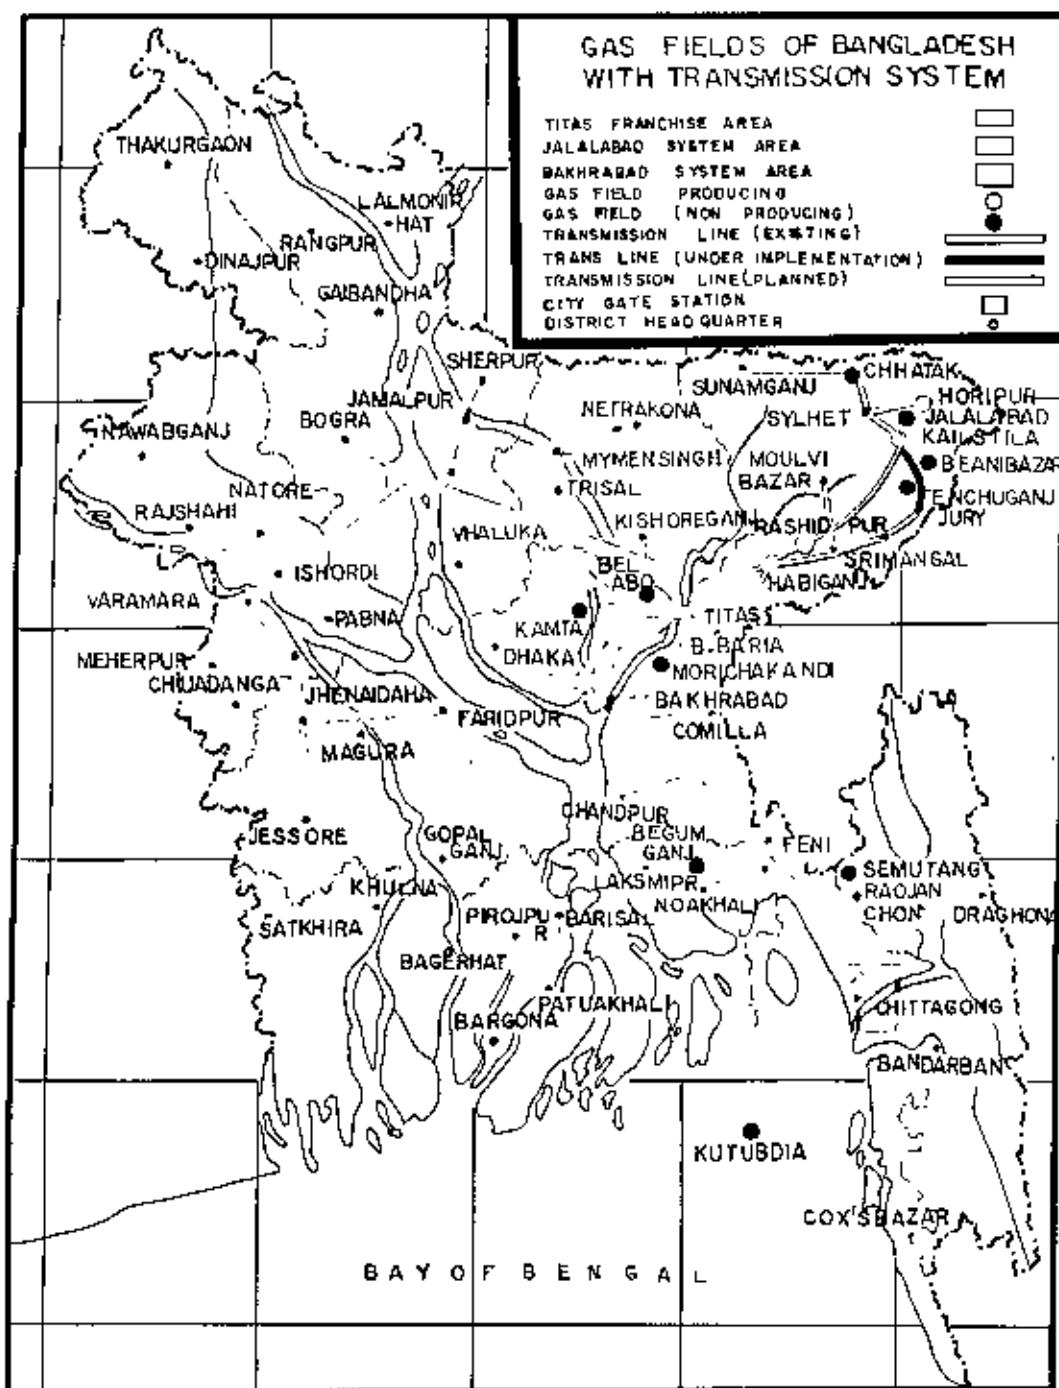 GAS FIELDS OF BANGLADESH
WITH TRANSMISSION SYSTEM
TITAS FRANCHISE AREA
JALALABAD SYSTEM AREA
BAKHRABAD SYSTEM AREA
GAS FIELD PRODUCING
GAS FIELD (NON PRODUCING)
TRANSMISSION LINE (EXISTING)
TRANS LINE (UNDER IMPLEMENTATION)
TRANSMISSION LINE(PLANNED)
CITY GATE STATION
DISTRICT HEADQUARTER
THAKURGAON
LALMONIR
HAT
RANGPUR
DINAJPUR
GAIBANDHA
SHERPUR
JAMALPUR
BOGRA
NETRAKONA
SUNAMGANJ
CHHATAK
HORIPUR
SYLHET
JALALABAD
KAILSTILA
NAWABGANJ
MYMENSINGH
MOULVI
BAZAR
BEANIBAZAR
NATORE
TRISAL
FENCHUGANJ
RAJSHAHI
KISHOREGANJ
RASHID PUR
JURY
VHALUKA
SRIMANGAL
ISHORDI
BEL
ABO
HABIGANJ
VARAMARA
PABNA
KAMTA
TITAS
B.BARIA
MEHERPUR
DHAKA
MORICHAKANDI
CHUADANGA
JHENAIDAHA
BAKHRABAD
FARIDPUR
COMILLA
MAGURA
CHANDPUR
JESSORE
GOPAL
GANJ
BEGUM
GANJ
FENI
SEMUTANG
KHULNA
LAKSMIPR
RAOJAN
NOAKHALI
SATKHIRA
PIROJPU
R
BARISAL
CHON
DRAGHONA
BAGERHAT
PATUAKHALI
CHITTAGONG
BARGONA
BANDARBAN
KUTUBDIA
COX'SBAZAR
BAY OF BENGAL